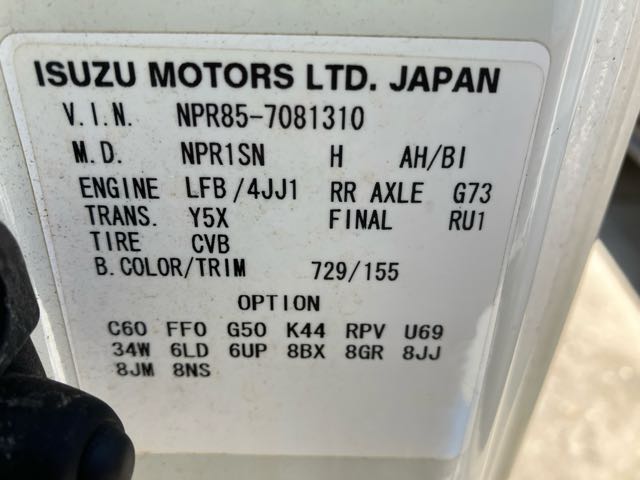 ISUZU MOTORS LTD. JAPAN
V.I.N. NPR85-7081310
M.D. NPR1SN H AH/BI
ENGINE LFB/4JJ1 RR AXLE G73
TRANS. Y5X FINAL RU1
TIRE CVB
B.COLOR/TRIM 729/155
OPTION
C60 FF0 G50 K44 RPV U69
34W 6LD 6UP 8BX 8GR 8JJ
8JM 8NS